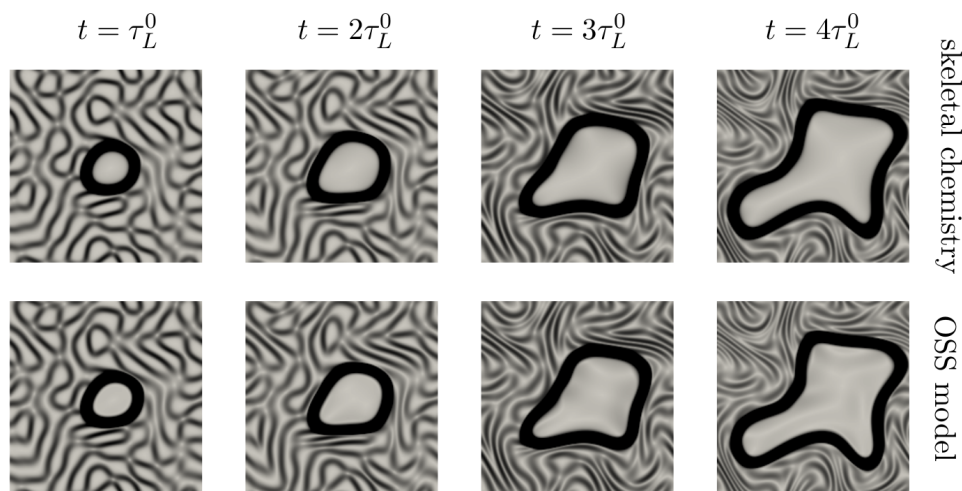 t = τ_L^0
t = 2τ_L^0
t = 3τ_L^0
t = 4τ_L^0
skeletal chemistry
OSS model